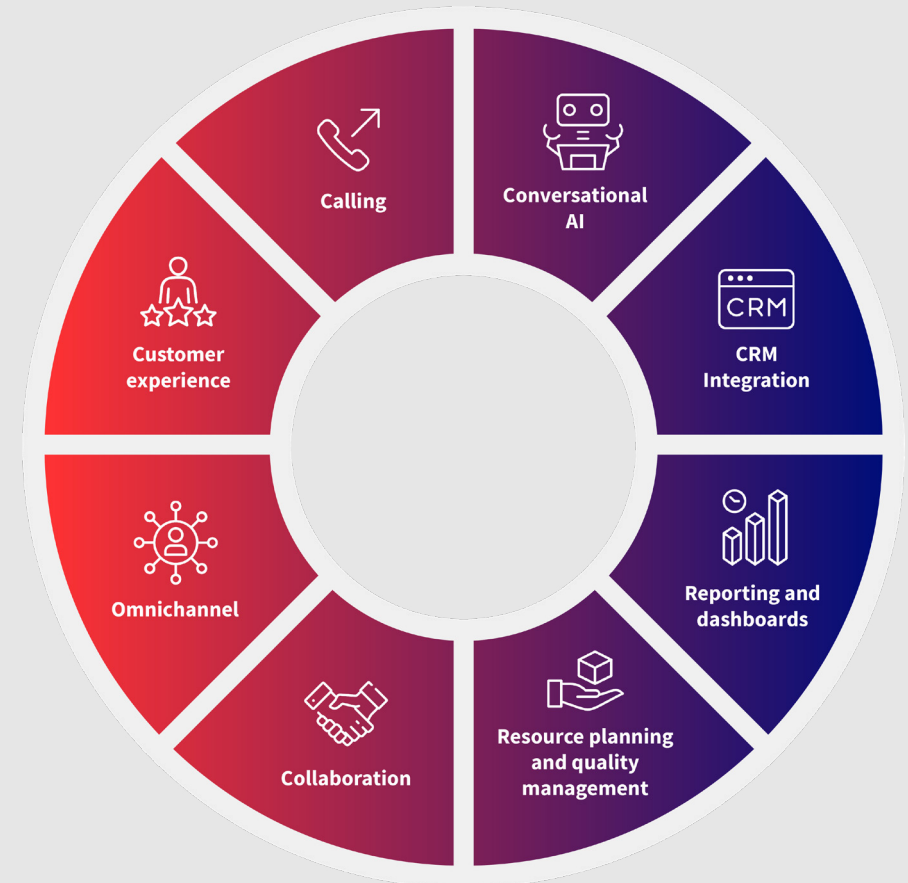 Calling
Conversational
AI
Customer
experience
CRM
CRM
Integration
Omnichannel
Reporting and
dashboards
Collaboration
Resource planning
and quality
management